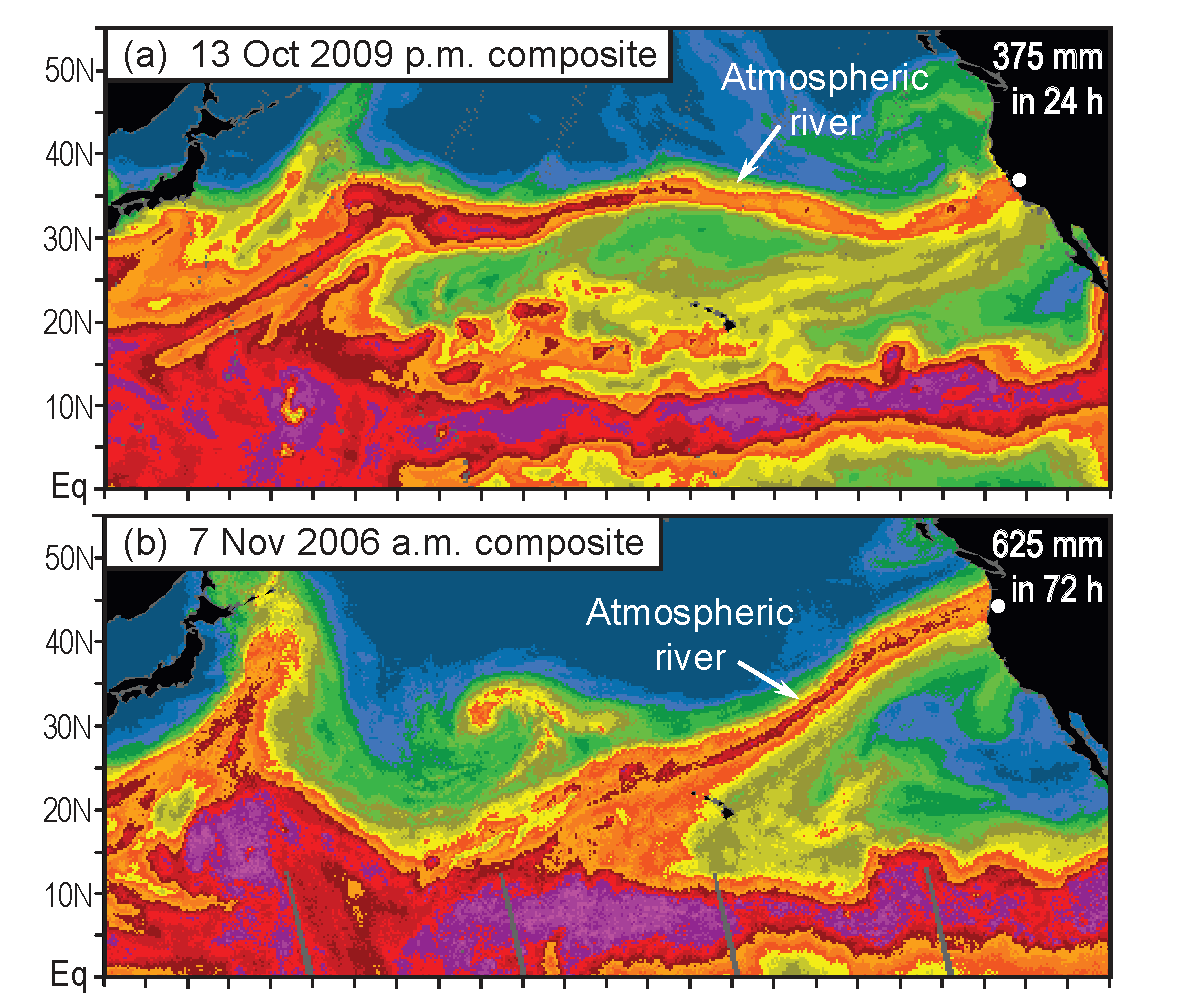 (a) 13 Oct 2009 p.m. composite
375 mm
in 24 h
Atmospheric
river
50N
40N
30N
20N
10N
Eq
(b) 7 Nov 2006 a.m. composite
625 mm
in 72 h
Atmospheric
river
50N
40N
30N
20N
10N
Eq